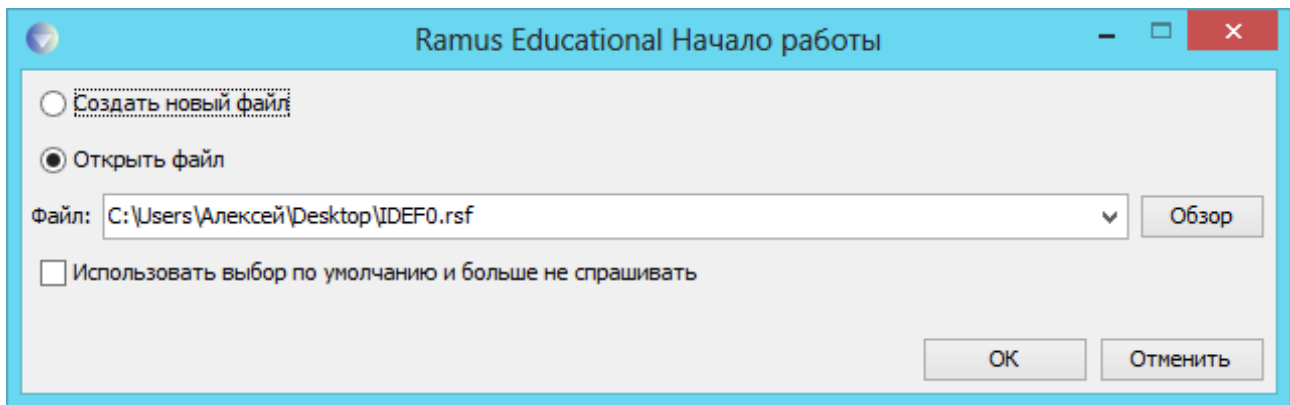 Ramus Educational Начало работы
Создать новый файл
Открыть файл
Файл: C:\Users\Алексей\Desktop\IDEF0.rsf Обзор
Использовать выбор по умолчанию и больше не спрашивать
ОК Отменить